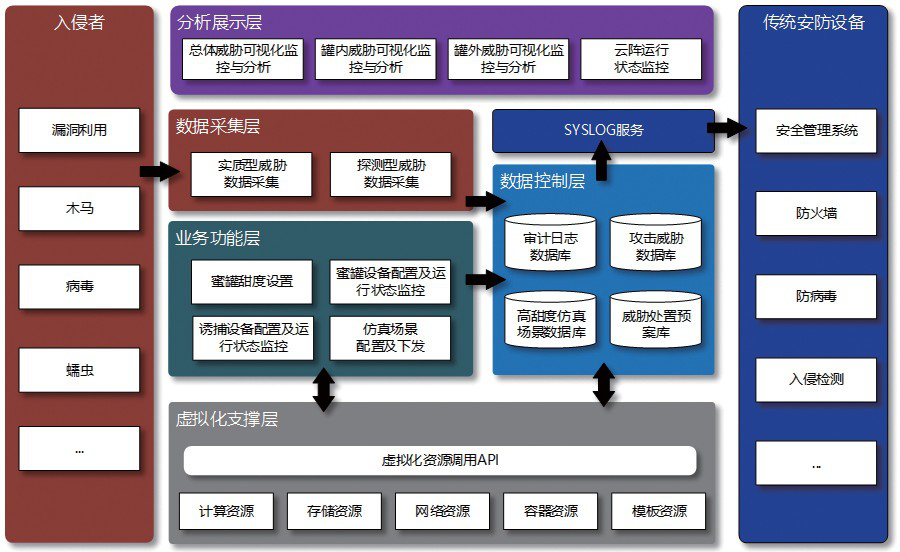 入侵者
漏洞利用
木马
病毒
蠕虫
...
分析展示层
总体威胁可视化监
控与分析
罐内威胁可视化监
控与分析
罐外威胁可视化监
控与分析
云阵运行
状态监控
数据采集层
实质型威胁
数据采集
探测型威胁
数据采集
SYSLOG服务
业务功能层
蜜罐甜度设置
蜜罐设备配置及运
行状态监控
诱捕设备配置及运
行状态监控
仿真场景
配置及下发
数据控制层
审计日志
数据库
攻击威胁
数据库
高甜度仿真
场景数据库
威胁处置预
案库
虚拟化支撑层
虚拟化资源调用API
计算资源
存储资源
网络资源
容器资源
模板资源
传统安防设备
安全管理系统
防火墙
防病毒
入侵检测
...